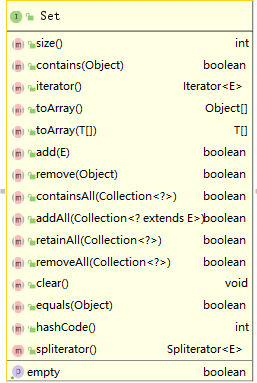 I Set
m size() int
m contains(Object) boolean
m iterator() Iterator<E>
m toArray() Object[]
m toArray(T[]) T[]
m add(E) boolean
m remove(Object) boolean
m containsAll(Collection<?>) boolean
m addAll(Collection<? extends E>) boolean
m retainAll(Collection<?>) boolean
m removeAll(Collection<?>) boolean
m clear() void
m equals(Object) boolean
m hashCode() int
m spliterator() Spliterator<E>
p empty boolean